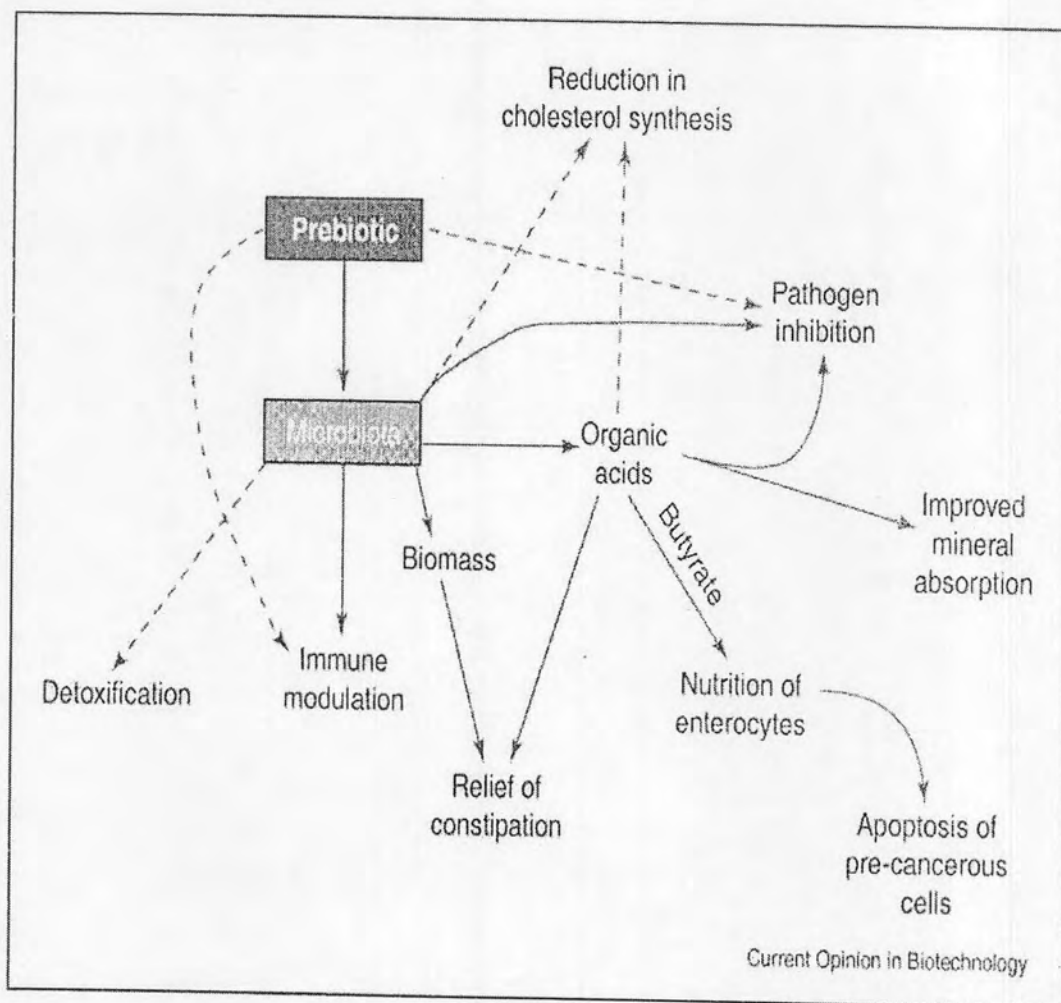 Reduction in
cholesterol synthesis
Prebiotic
Pathogen
inhibition
Microbiota
Organic
acids
Improved
mineral
absorption
Butyrate
Biomass
Detoxification
Immune
modulation
Nutrition of
enterocytes
Relief of
constipation
Apoptosis of
pre-cancerous
cells
Current Opinion in Biotechnology